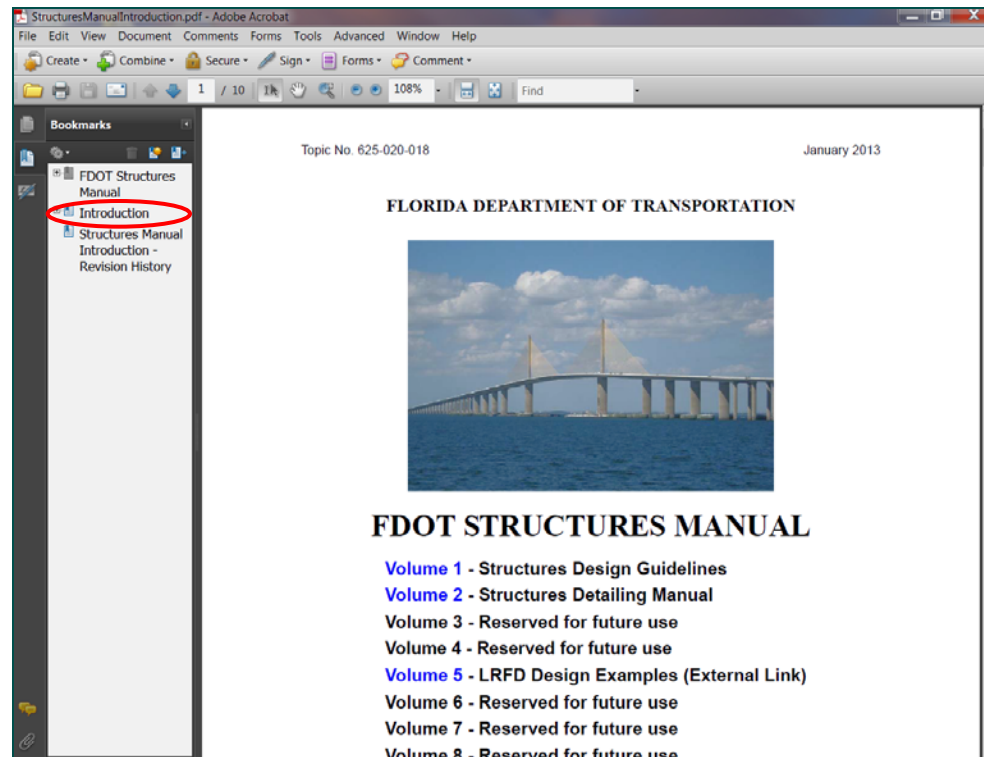 StructuresManualIntroduction.pdf - Adobe Acrobat
File Edit View Document Comments Forms Tools Advanced Window Help
Create Combine Secure Sign Forms Comment
1 / 10 108% Find
Bookmarks
FDOT Structures
Manual
Introduction
Structures Manual
Introduction -
Revision History
Topic No. 625-020-018 January 2013
FLORIDA DEPARTMENT OF TRANSPORTATION
FDOT STRUCTURES MANUAL
Volume 1 - Structures Design Guidelines
Volume 2 - Structures Detailing Manual
Volume 3 - Reserved for future use
Volume 4 - Reserved for future use
Volume 5 - LRFD Design Examples (External Link)
Volume 6 - Reserved for future use
Volume 7 - Reserved for future use
Volume 8 - Reserved for future use